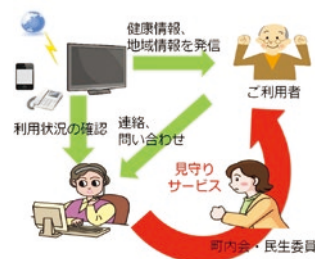 健康情報、
地域情報を発信
ご利用者
利用状況の確認
連絡、
問い合わせ
見守り
サービス
町内会・民生委員